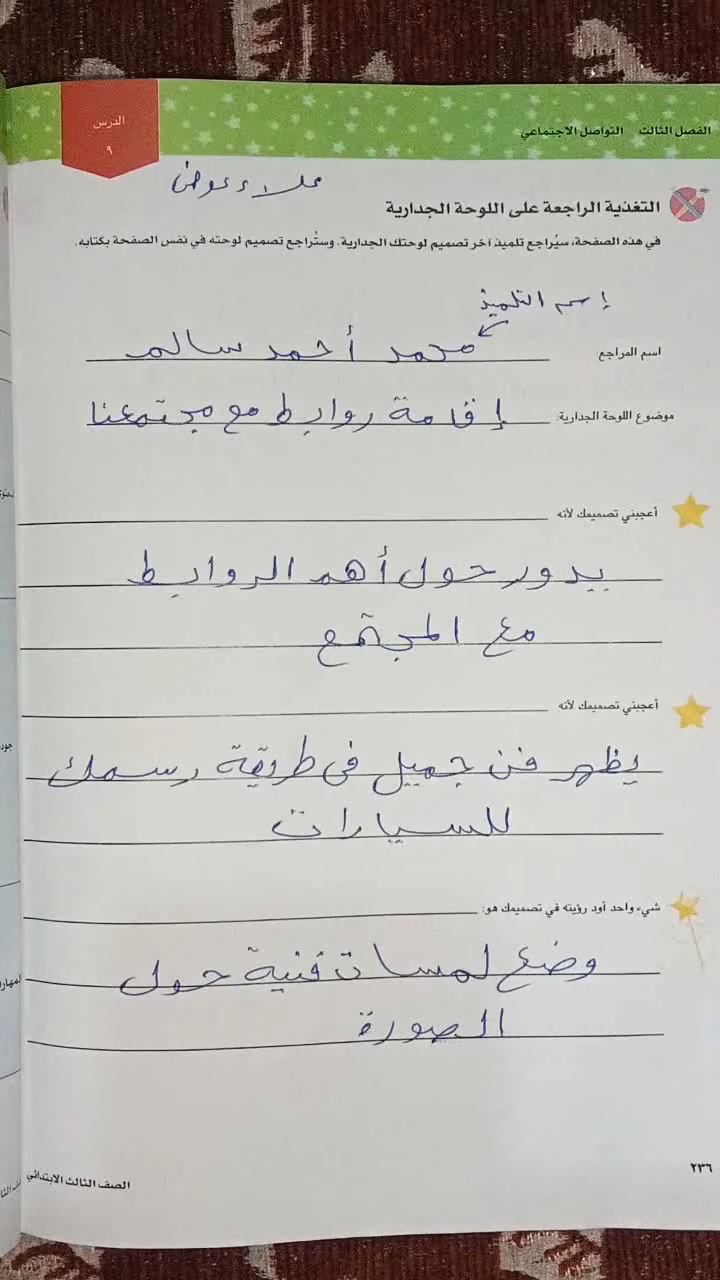 الفصل الثالث التواصل الاجتماعي
الدرس
٩
علاء عوض
التغذية الراجعة على اللوحة الجدارية
في هذه الصفحة، سيُراجع تلميذ آخر تصميم لوحتك الجدارية. وستُراجع تصميم لوحته في نفس الصفحة بكتابه.
إسم التلميذ
اسم المراجع محمد أحمد سالم
موضوع اللوحة الجدارية: إقامة روابط مع مجتمعنا
أعجبني تصميمك لأنه
يدور حول أهم الروابط
مع المجتمع
أعجبني تصميمك لأنه
يظهر فن جميل فى طريقة رسمك
للسيارات
شيء واحد أود رؤيته في تصميمك هو:
وضع لمسات فنية حول
الصورة
٢٣٦
الصف الثالث الابتدائي